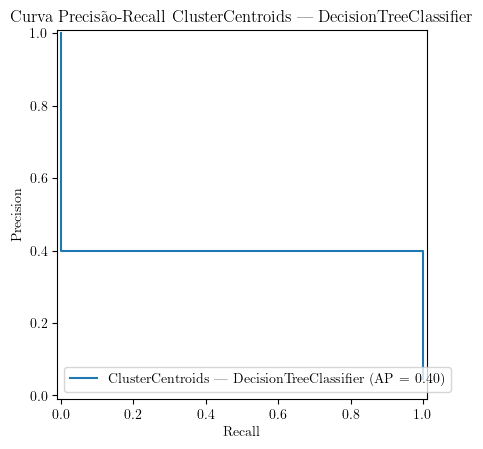 Curva Precisão-Recall ClusterCentroids — DecisionTreeClassifier
1.0
0.8
0.6
0.4
0.2
0.0
Precision
ClusterCentroids — DecisionTreeClassifier (AP = 0.40)
0.0 0.2 0.4 0.6 0.8 1.0
Recall